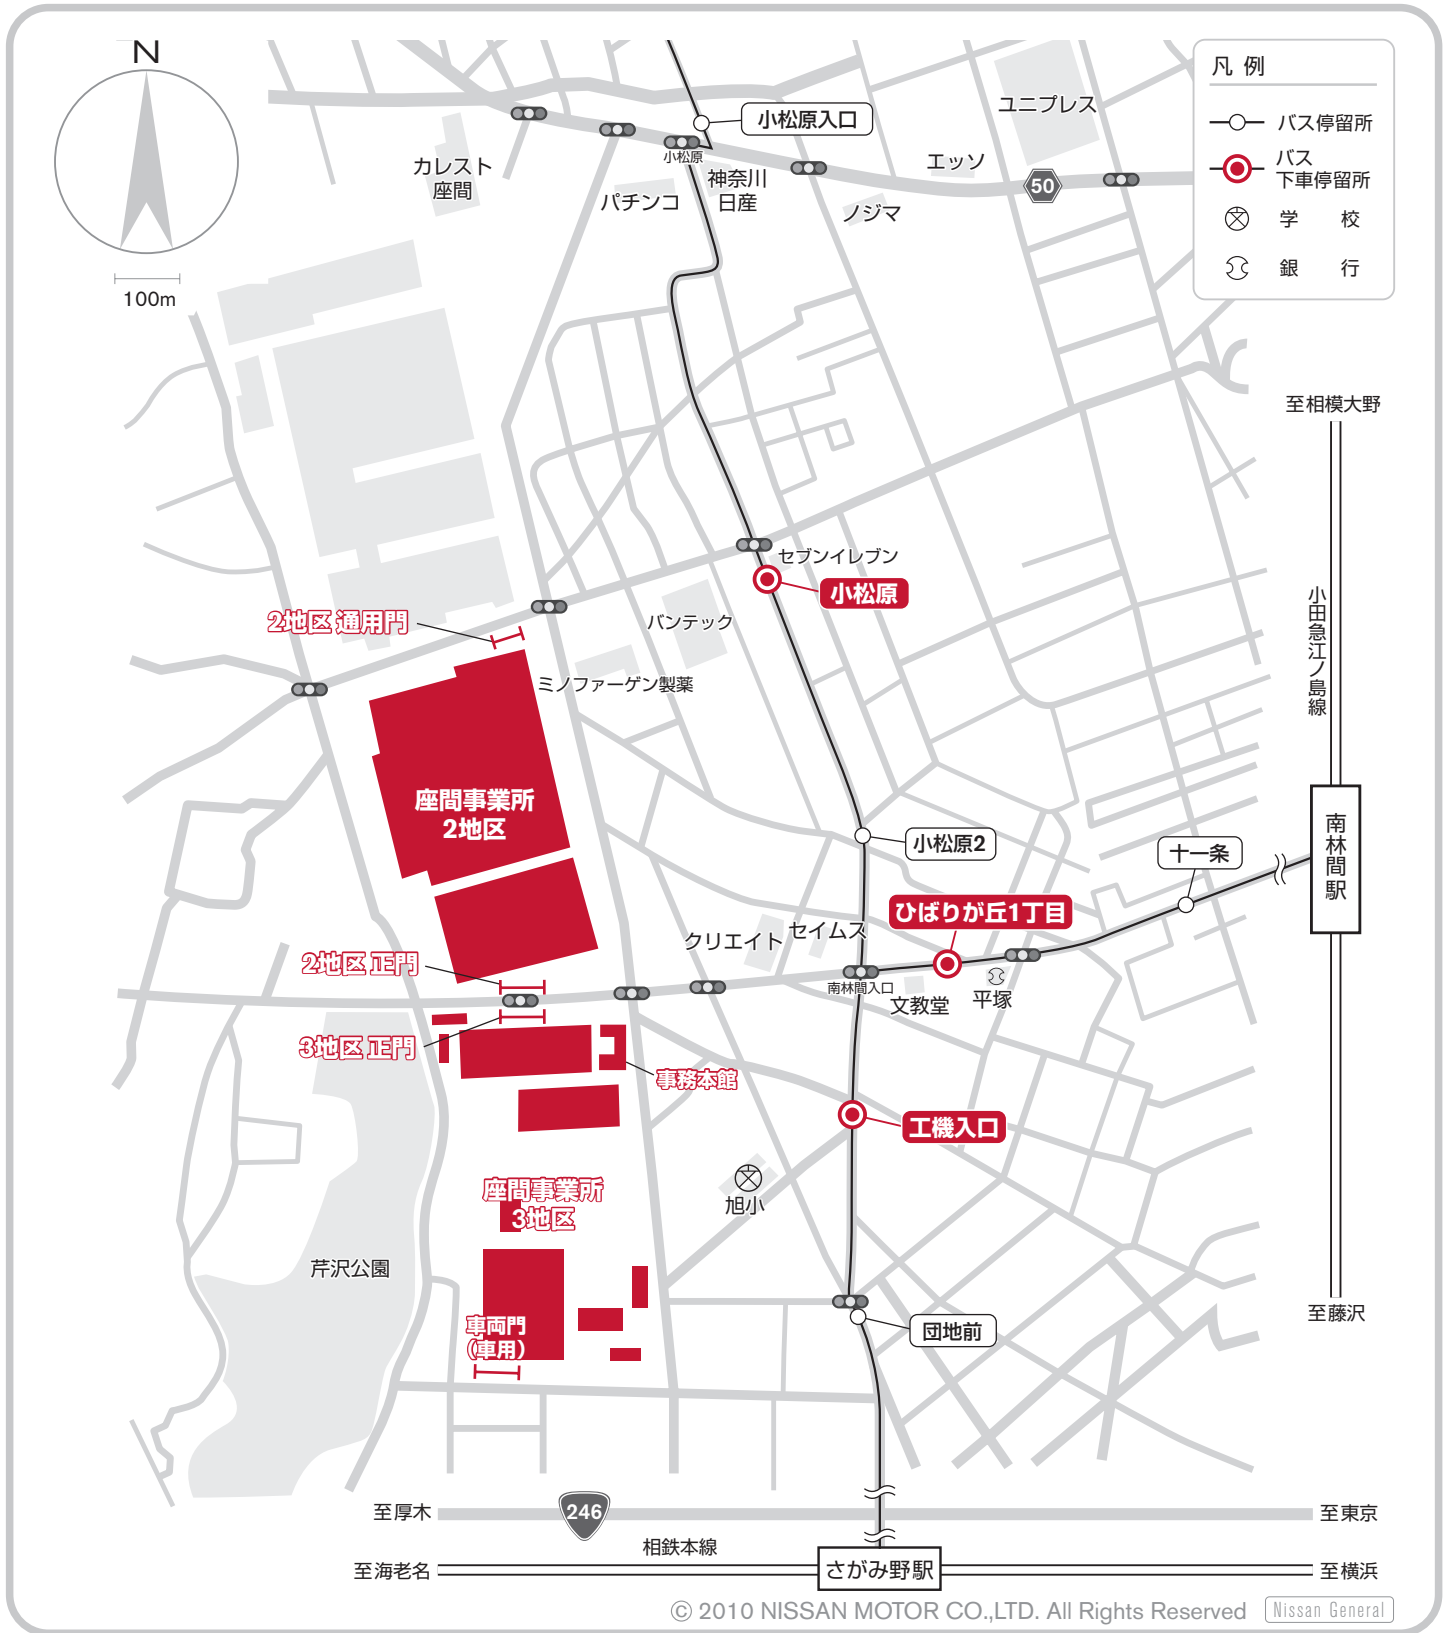 N
100m
凡 例
バス停留所
バス
下車停留所
学 校
銀 行
小松原入口
小松原
カレスト
座間
パチンコ
神奈川
日産
ノジマ
エッソ
50
ユニプレス
至相模大野
小田急江ノ島線
南林間駅
至藤沢
セブンイレブン
小松原
バンテック
ミノファーゲン製薬
2地区 通用門
座間事業所
2地区
小松原2
十一条
ひばりが丘1丁目
クリエイト
セイムス
南林間入口
文教堂
平塚
2地区 正門
3地区 正門
事務本館
工機入口
旭小
座間事業所
3地区
芹沢公園
車両門
(車用)
団地前
至厚木
246
至東京
相鉄本線
至海老名
さがみ野駅
至横浜
© 2010 NISSAN MOTOR CO.,LTD. All Rights Reserved
Nissan General